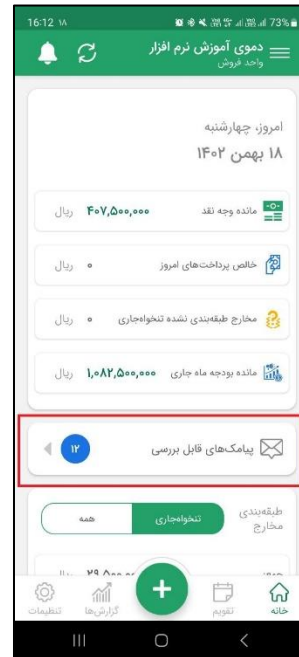 16:12 ۱۸ 73%
دموی آموزش نرم افزار
واحد فروش
امروز، چهارشنبه
۱۸ بهمن ۱۴۰۲
مانده وجه نقد ۴۰۷,۵۰۰,۰۰۰ ریال
خالص پرداخت‌های امروز ۰ ریال
مخارج طبقه‌بندی نشده تنخواه‌جاری ۰ ریال
مانده بودجه ماه جاری ۱,۰۸۲,۵۰۰,۰۰۰ ریال
پیامک‌های قابل بررسی ۱۲
طبقه‌بندی
مخارج
تنخواه‌جاری همه
خانه تقویم گزارش‌ها تنظیمات